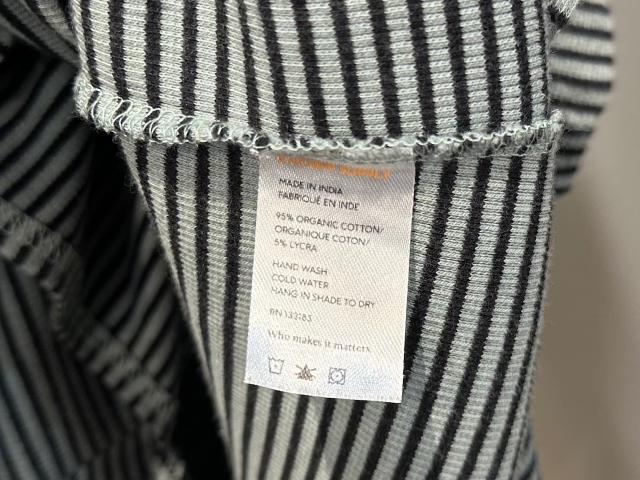 MADE IN INDIA
FABRIQUÉ EN INDE
95% ORGANIC COTTON/
ORGANIQUE COTON/
5% LYCRA
HAND WASH
COLD WATER
HANG IN SHADE TO DRY
RN 133185
Who makes it matters.